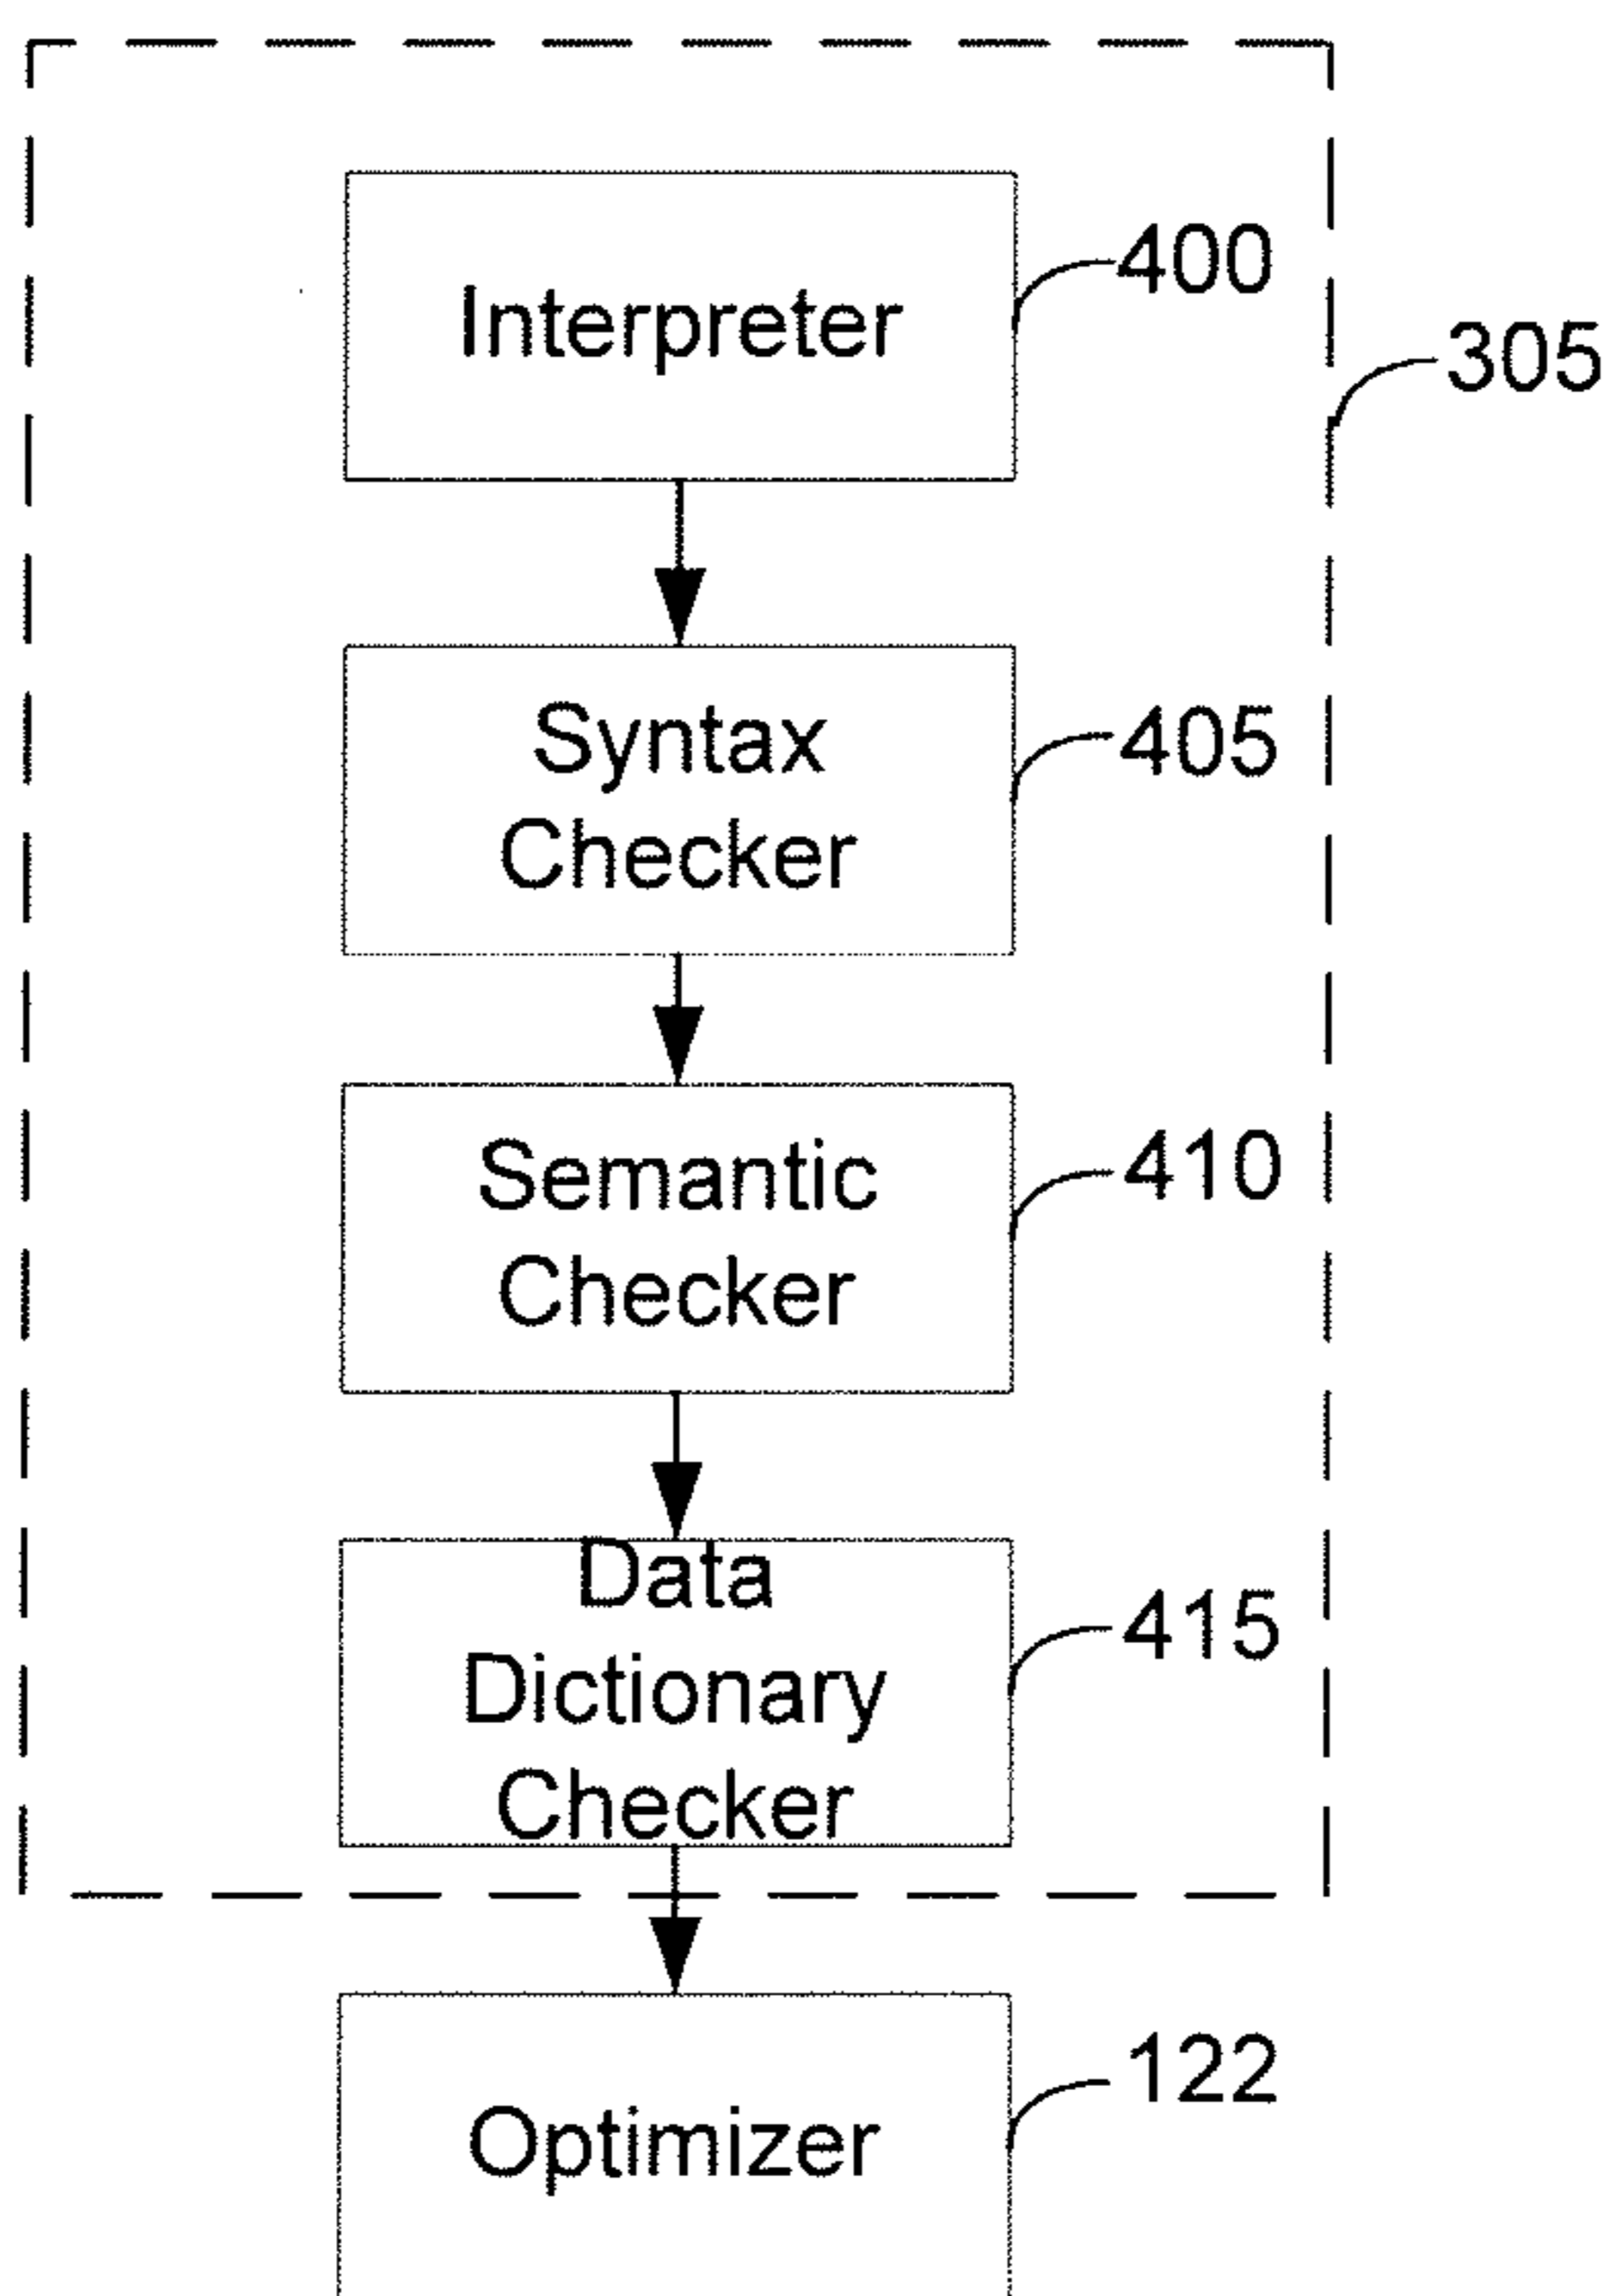 Interpreter
400
305
Syntax
Checker
405
Semantic
Checker
410
Data
Dictionary
Checker
415
Optimizer
122